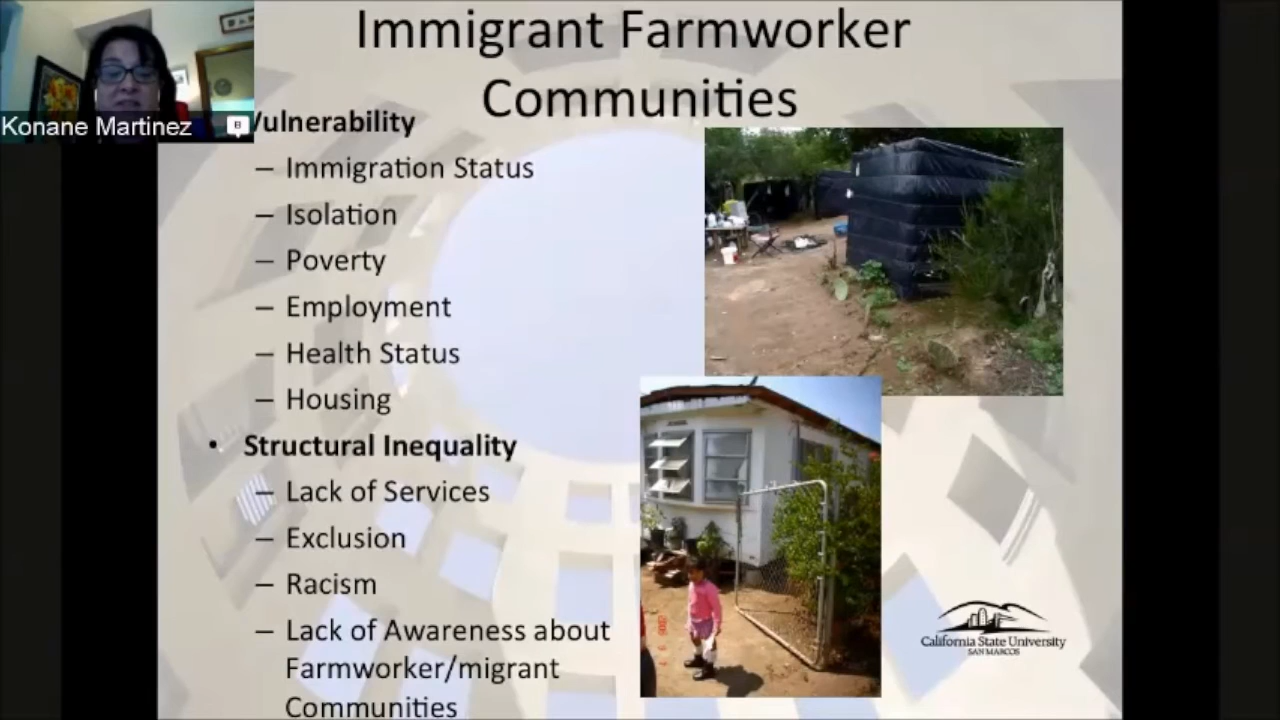 Immigrant Farmworker
Communities
Konane Martinez
Vulnerability
– Immigration Status
– Isolation
– Poverty
– Employment
– Health Status
– Housing
• Structural Inequality
– Lack of Services
– Exclusion
– Racism
– Lack of Awareness about
Farmworker/migrant
Communities
California State University
SAN MARCOS